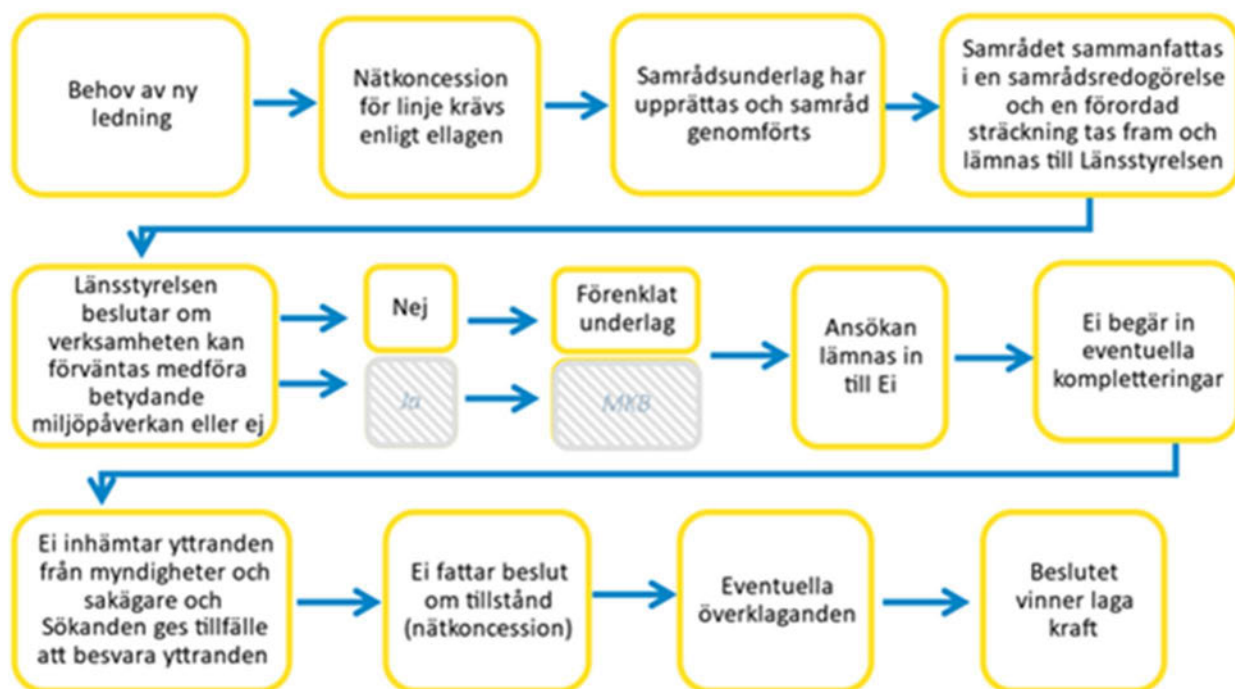 Behov av ny
ledning
Nätkoncession
för linje krävs
enligt ellagen
Samrådsunderlag har
upprättas och samråd
genomförts
Samrådet sammanfattas
i en samrådsredogörelse
och en förordad
sträckning tas fram och
lämnas till Länsstyrelsen
Länsstyrelsen
beslutar om
verksamheten kan
förväntas medföra
betydande
miljöpåverkan eller ej
Nej
Förenklat
underlag
Ja
MKB
Ansökan
lämnas in
till Ei
Ei begär in
eventuella
kompletteringar
Ei inhämtar yttranden
från myndigheter och
sakägare och
Sökanden ges tillfälle
att besvara yttranden
Ei fattar beslut
om tillstånd
(nätkoncession)
Eventuella
överklaganden
Beslutet
vinner laga
kraft